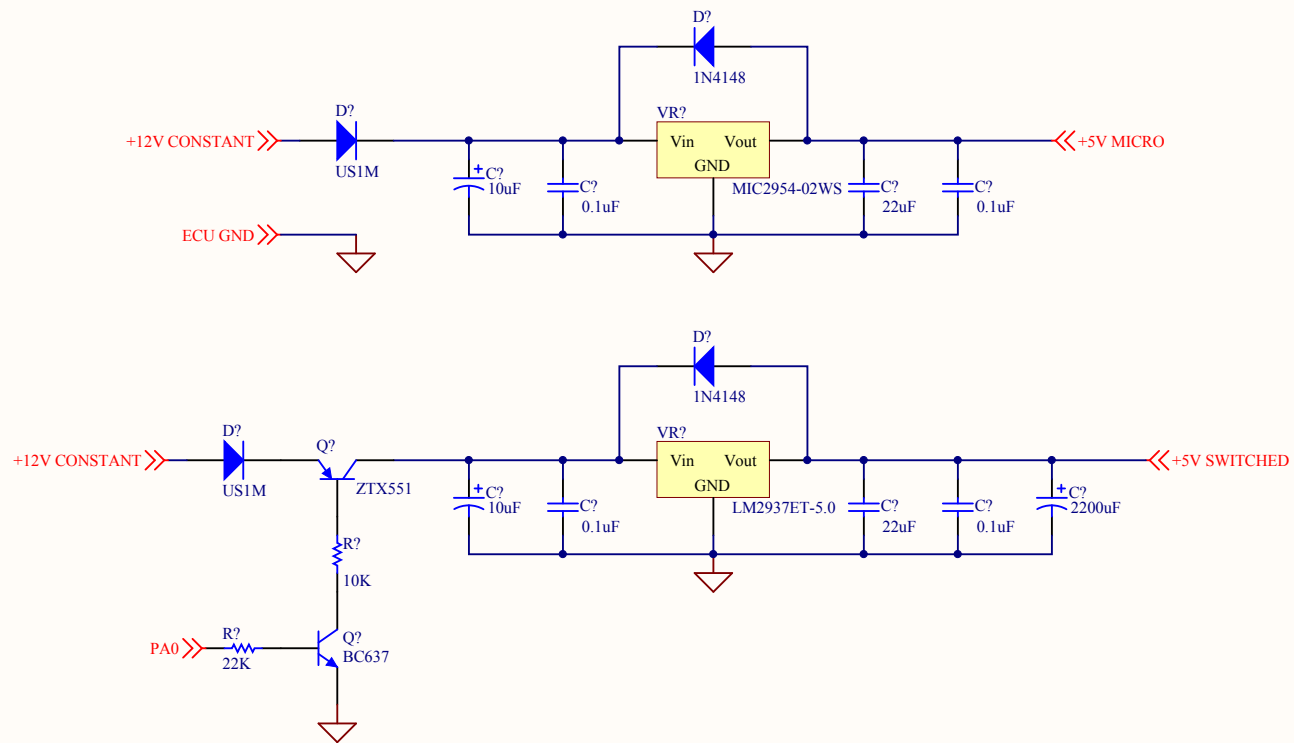 D?
1N4148
+12V CONSTANT
D?
US1M
VR?
Vin
Vout
GND
MIC2954-02WS
+5V MICRO
+
C?
10uF
C?
0.1uF
C?
22uF
C?
0.1uF
ECU GND
D?
1N4148
+12V CONSTANT
D?
US1M
Q?
ZTX551
VR?
Vin
Vout
GND
LM2937ET-5.0
+5V SWITCHED
+
C?
10uF
C?
0.1uF
C?
22uF
C?
0.1uF
+
C?
2200uF
R?
10K
PA0
R?
22K
Q?
BC637